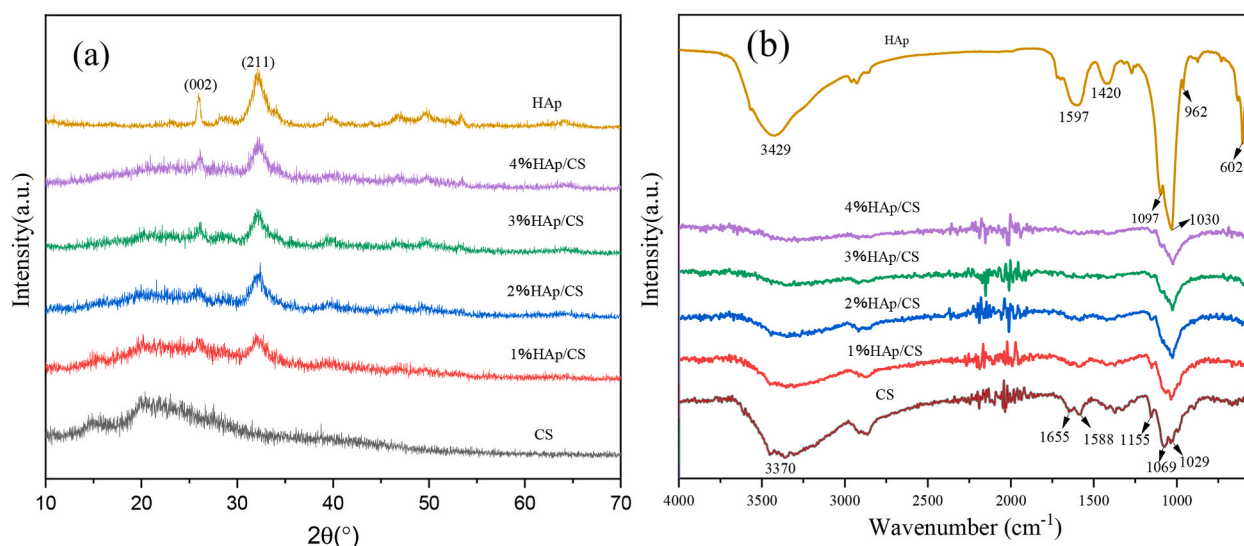 (a)
(002)
(211)
HAp
4%HAp/CS
3%HAp/CS
2%HAp/CS
1%HAp/CS
CS
Intensity(a.u.)
10 20 30 40 50 60 70
2θ(°)
(b)
HAp
3429
1597
1420
962
602
1097
1030
4%HAp/CS
3%HAp/CS
2%HAp/CS
1%HAp/CS
CS
3370
1655
1588
1155
1069
1029
Intensity(a.u.)
4000 3500 3000 2500 2000 1500 1000
Wavenumber (cm⁻¹)